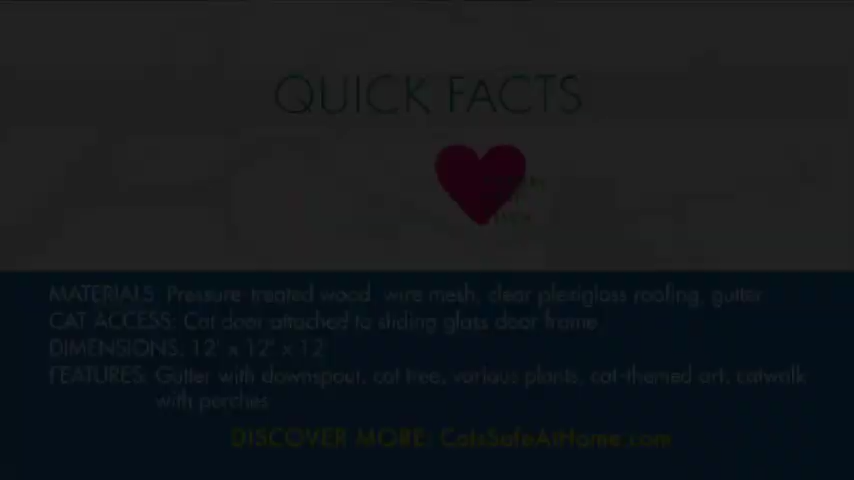 QUICK FACTS
MATERIALS: Pressure-treated wood, wire mesh, clear plexiglass roofing, gutter
CAT ACCESS: Cat door attached to sliding glass door frame
DIMENSIONS: 12' x 12' x 12'
FEATURES: Gutter with downspout, cat tree, various plants, cat-themed art, catwalk
with perches
DISCOVER MORE: CatsSafeAtHome.com